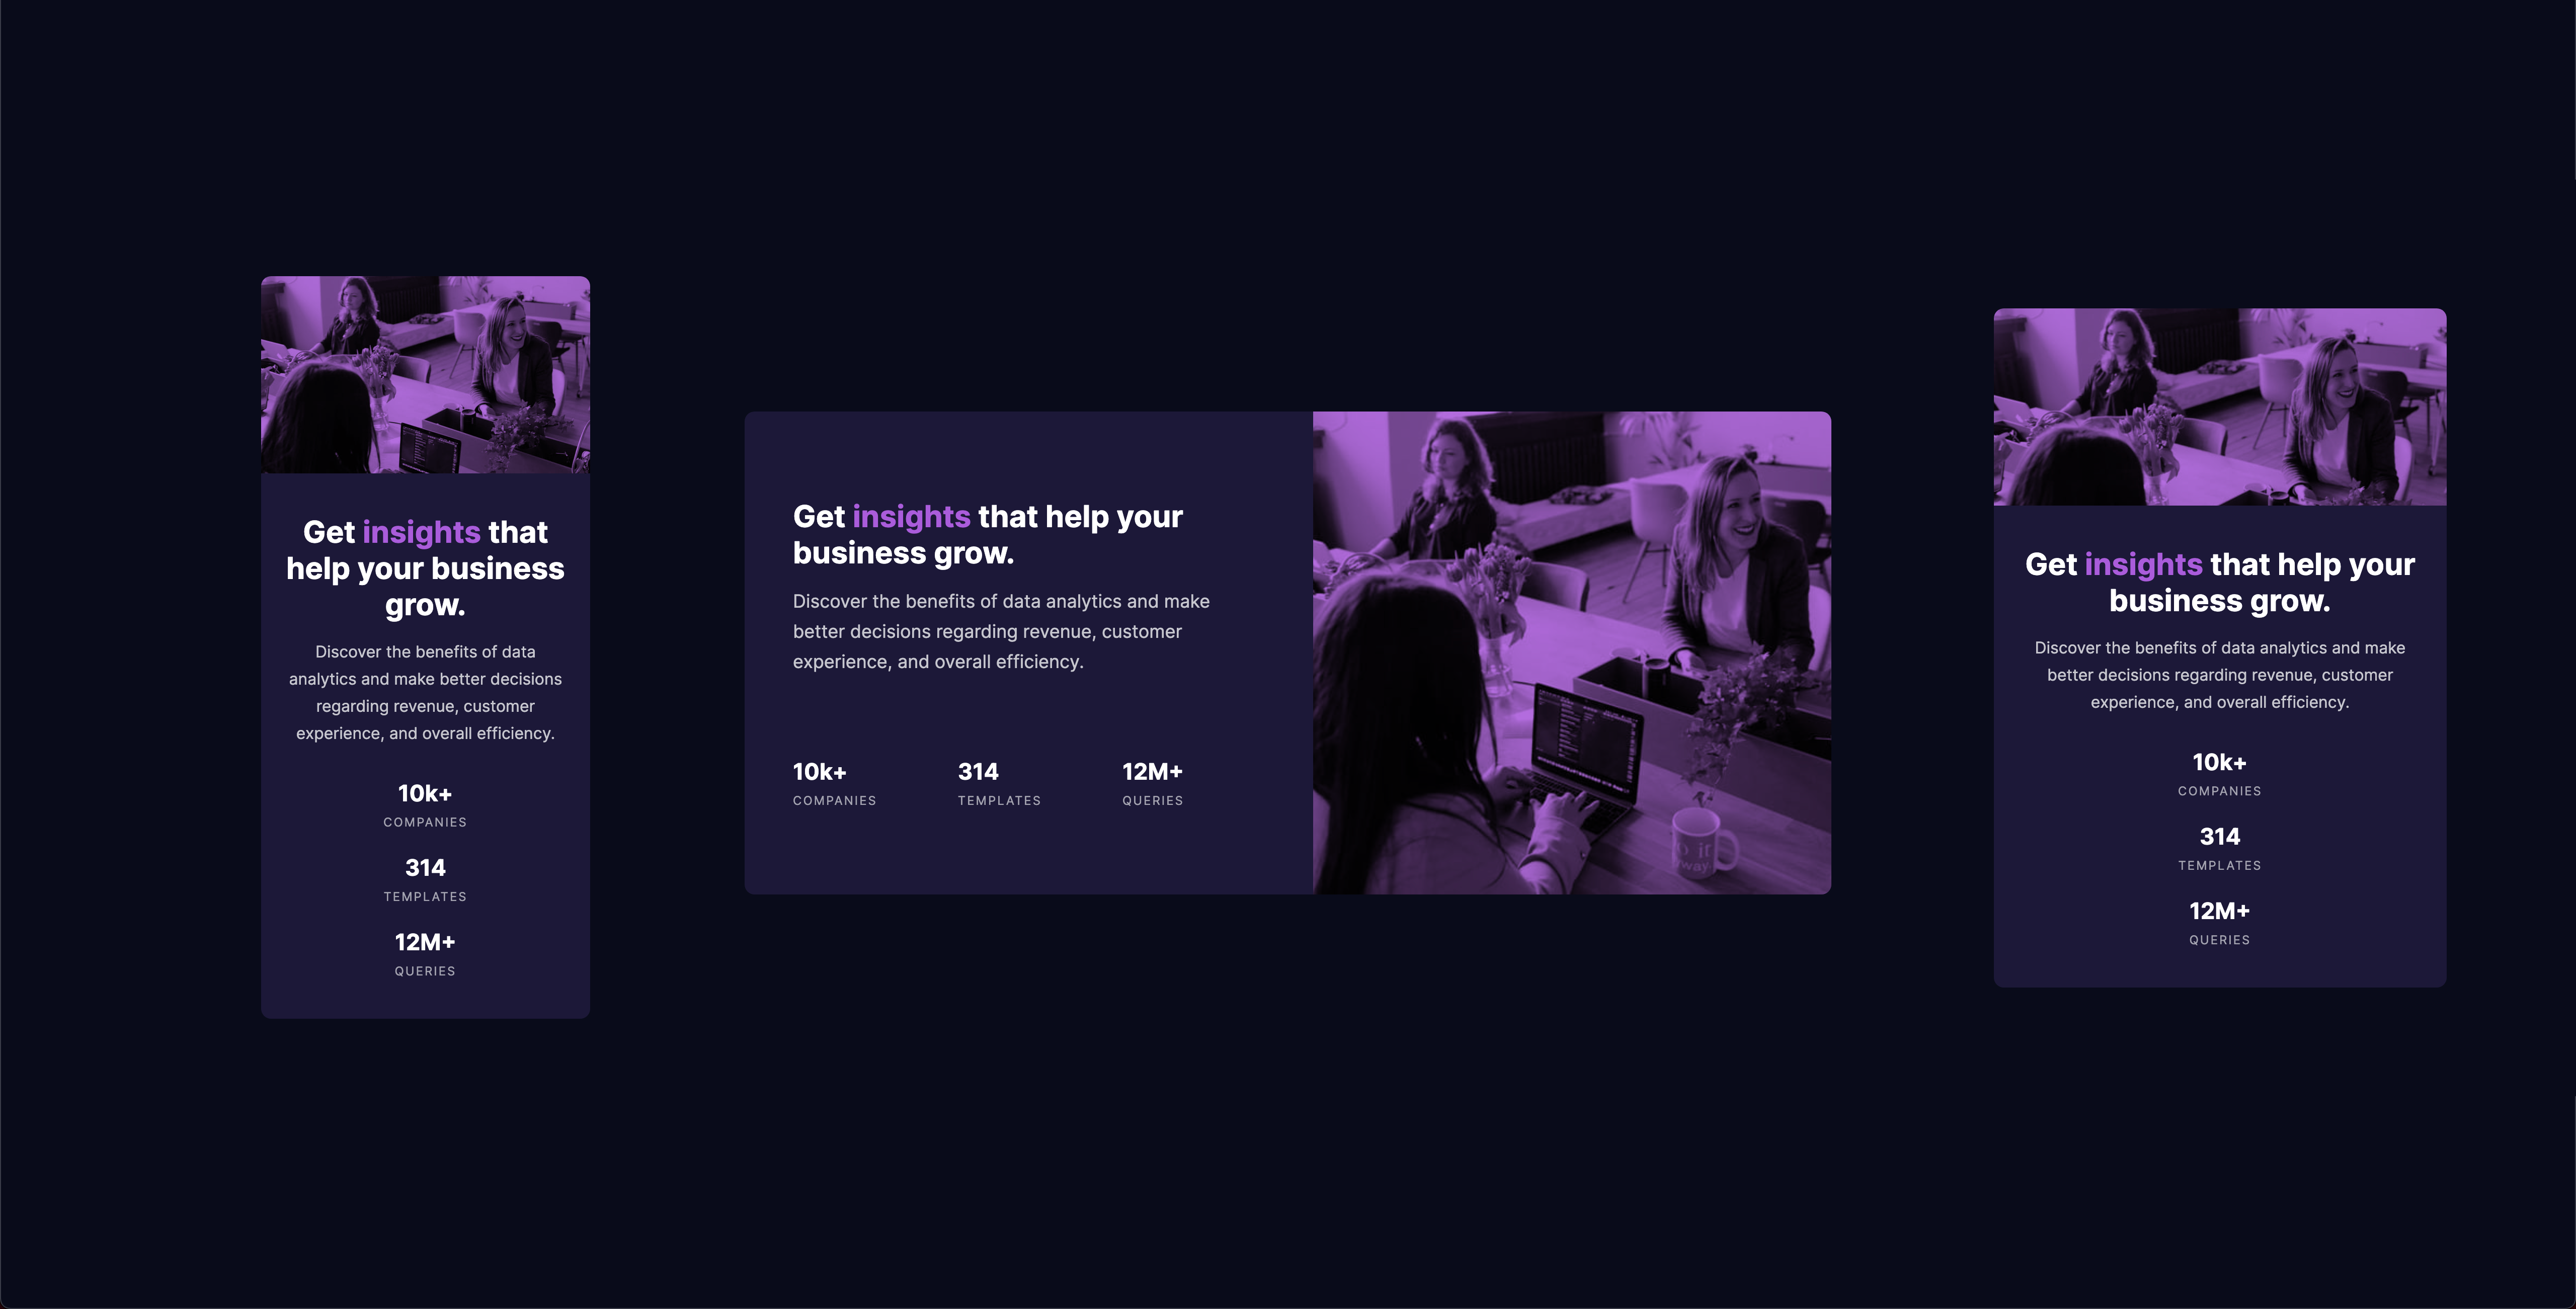 Get insights that
help your business
grow.
Discover the benefits of data
analytics and make better decisions
regarding revenue, customer
experience, and overall efficiency.
10k+
COMPANIES
314
TEMPLATES
12M+
QUERIES
Get insights that help your
business grow.
Discover the benefits of data analytics and make
better decisions regarding revenue, customer
experience, and overall efficiency.
10k+ 314 12M+
COMPANIES TEMPLATES QUERIES
it
way.
Get insights that help your
business grow.
Discover the benefits of data analytics and make
better decisions regarding revenue, customer
experience, and overall efficiency.
10k+
COMPANIES
314
TEMPLATES
12M+
QUERIES